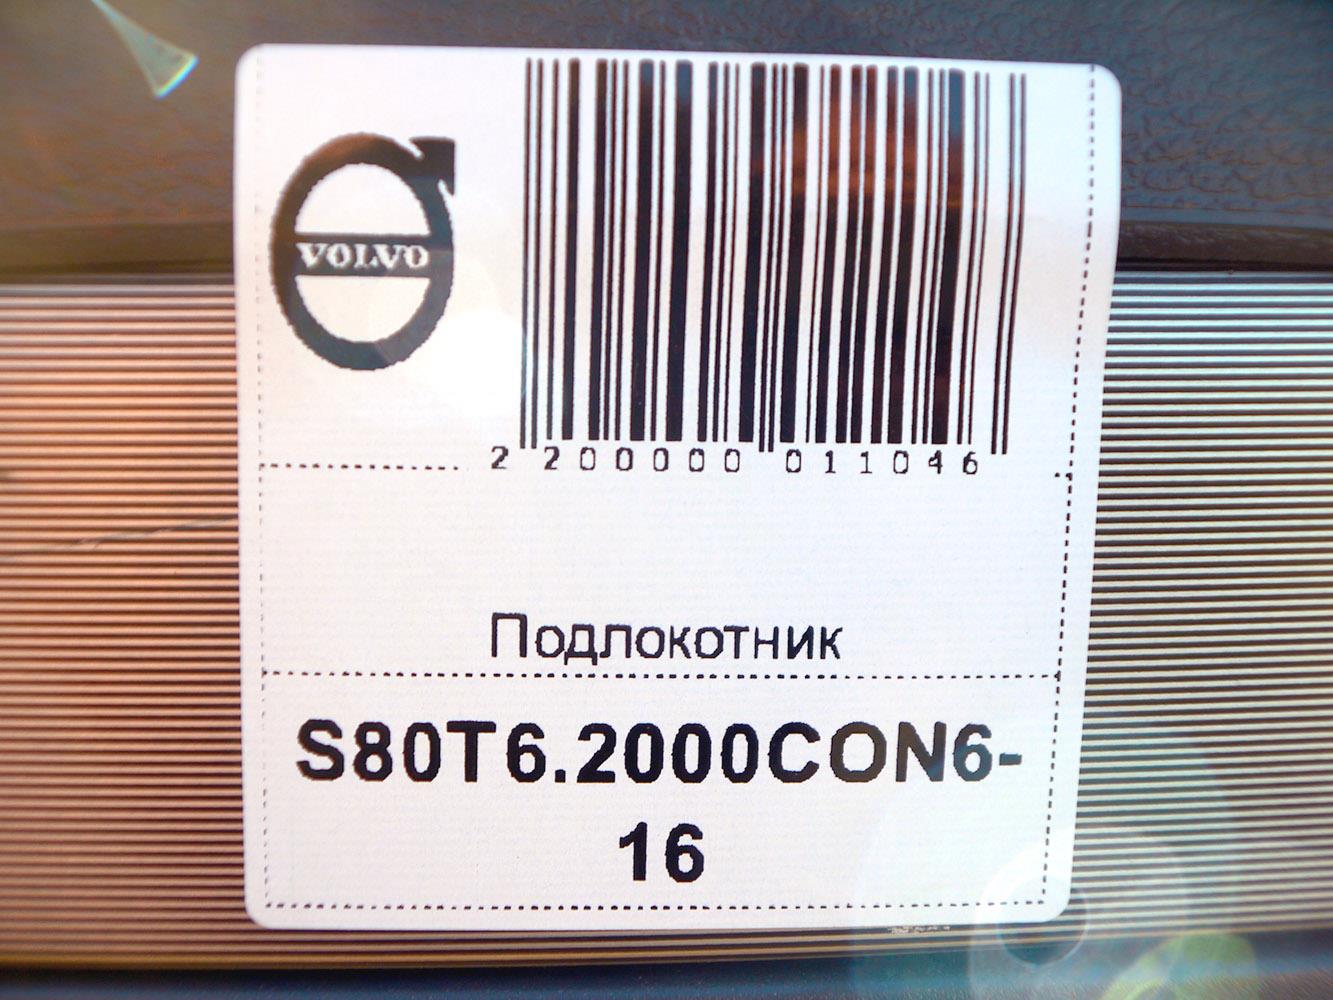 VOLVO
2 200000 011046
Подлокотник
S80T6.2000CON6-
16